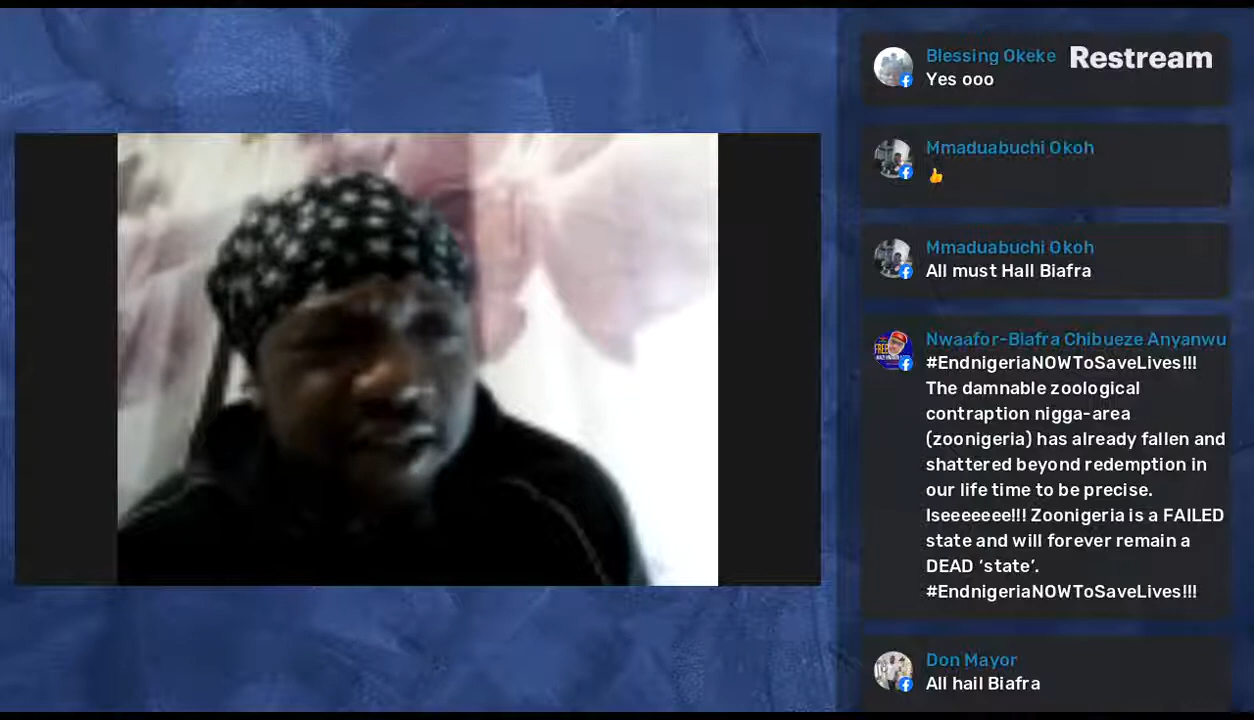 Restream
Blessing Okeke
Yes ooo
Mmaduabuchi Okoh
👍
Mmaduabuchi Okoh
All must Hall Biafra
Nwaafor-Biafra Chibueze Anyanwu
#EndnigeriaNOWToSaveLives!!!
The damnable zoological
contraption nigga-area
(zoonigeria) has already fallen and
shattered beyond redemption in
our life time to be precise.
Iseeeeeee!!! Zoonigeria is a FAILED
state and will forever remain a
DEAD ‘state’.
#EndnigeriaNOWToSaveLives!!!
Don Mayor
All hail Biafra